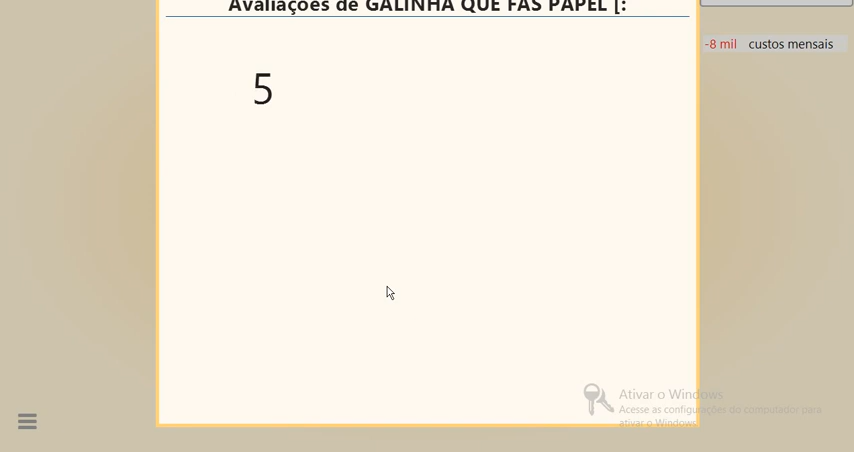 Avaliações de GALINHA QUE FAS PAPEL [:
-8 mil custos mensais
5
Ativar o Windows
Acesse as configurações do computador para
ativar o Windows.